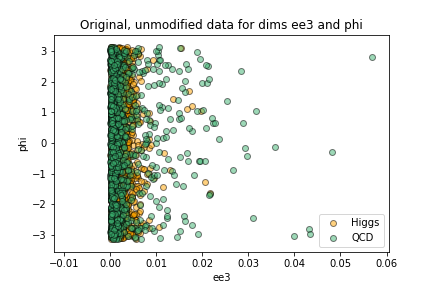 Original, unmodified data for dims ee3 and phi
3
2
1
0
−1
−2
−3
phi
Higgs
QCD
−0.01 0.00 0.01 0.02 0.03 0.04 0.05 0.06
ee3